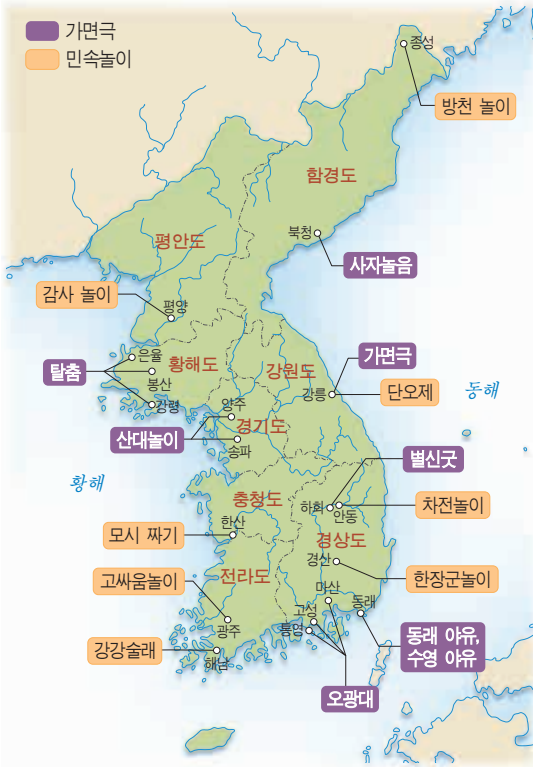 가면극
민속놀이
종성
방천 놀이
함경도
북청
사자놀음
평안도
감사 놀이
평양
은율
탈춤
봉산
강령
황해도
강원도
가면극
강릉
단오제
동해
양주
경기도
산대놀이
송파
황해
별신굿
충청도
하회
안동
차전놀이
한산
모시 짜기
경상도
경산
한장군놀이
고싸움놀이
전라도
마산
동래
고성
통영
광주
강강술래
해남
동래 야유,
수영 야유
오광대